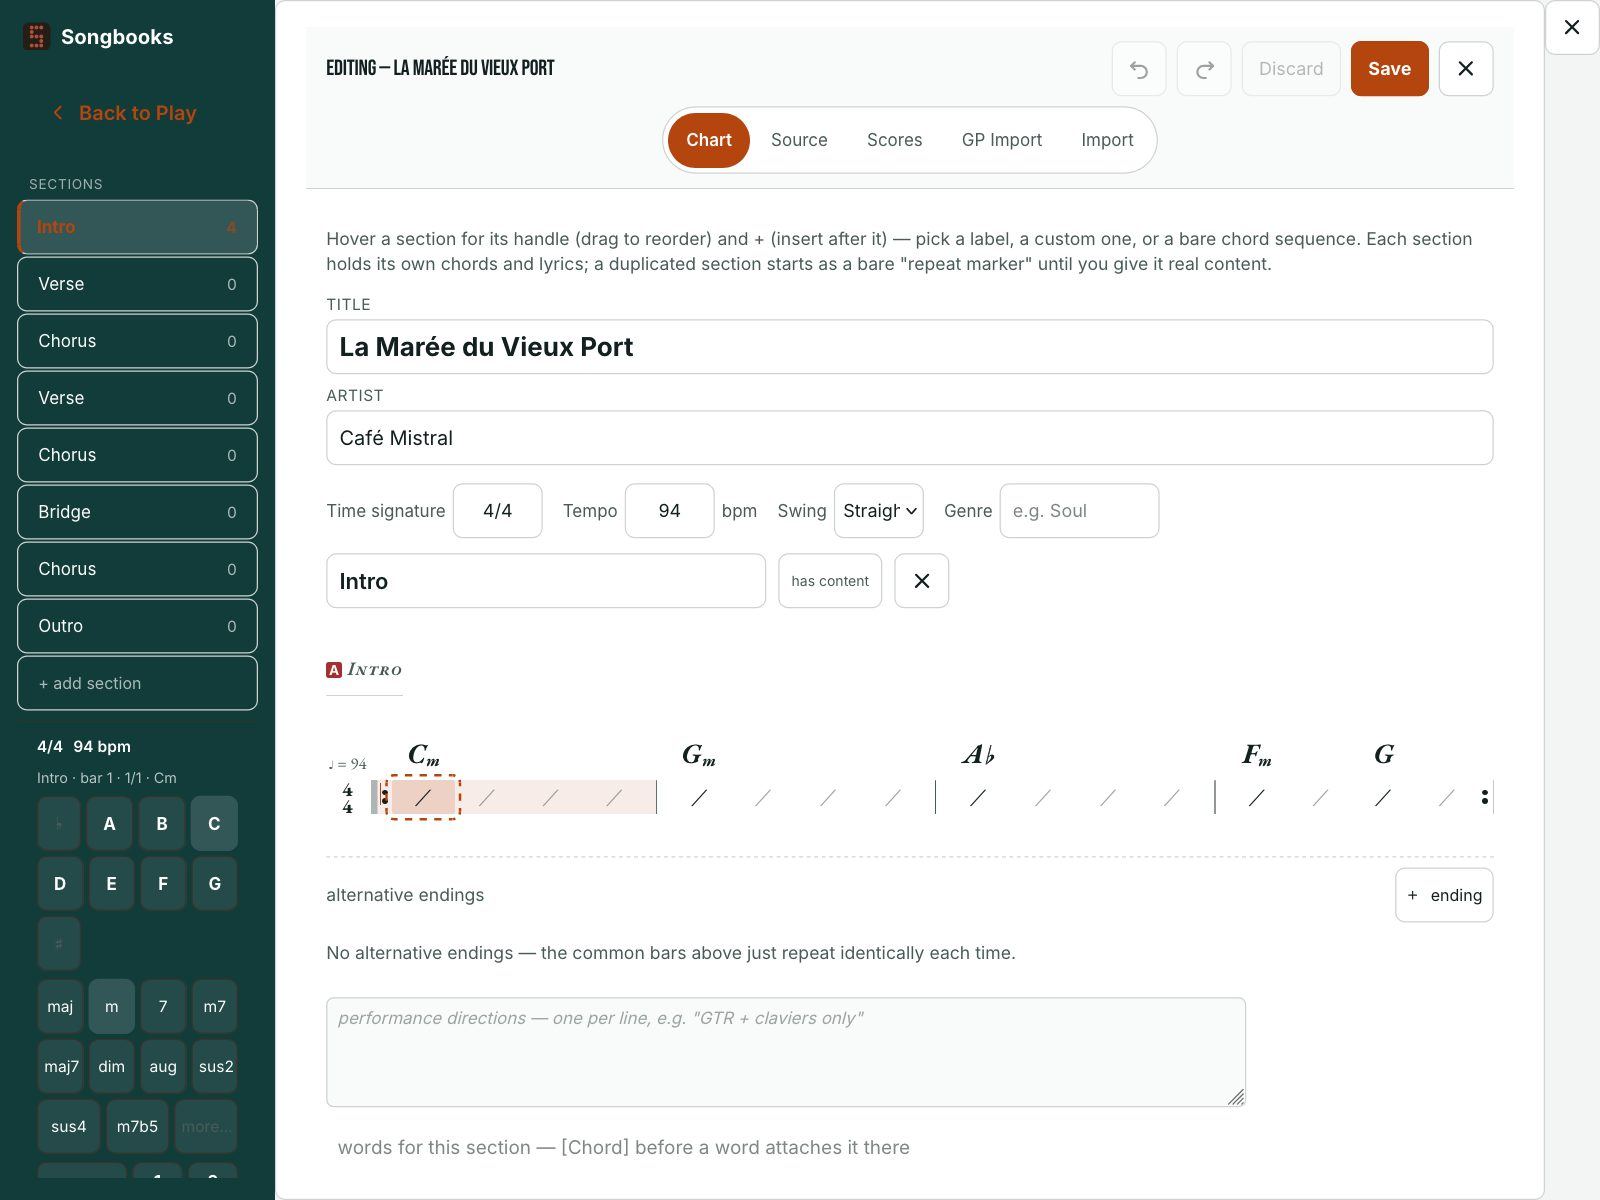 Songbooks
Back to Play
SECTIONS
Intro 4
Verse 0
Chorus 0
Verse 0
Chorus 0
Bridge 0
Chorus 0
Outro 0
+ add section
4/4 94 bpm
Intro · bar 1 · 1/1 · Cm
♭ A B C
D E F G
♯
maj m 7 m7
maj7 dim aug sus2
sus4 m7b5 more...
EDITING — LA MARÉE DU VIEUX PORT
Discard Save
Chart Source Scores GP Import Import
Hover a section for its handle (drag to reorder) and + (insert after it) — pick a label, a custom one, or a bare chord sequence. Each section
holds its own chords and lyrics; a duplicated section starts as a bare "repeat marker" until you give it real content.
TITLE
La Marée du Vieux Port
ARTIST
Café Mistral
Time signature 4/4 Tempo 94 bpm Swing Straigh Genre e.g. Soul
Intro has content
A INTRO
♩ = 94 Cm Gm A♭ Fm G
4
4
alternative endings + ending
No alternative endings — the common bars above just repeat identically each time.
performance directions — one per line, e.g. "GTR + claviers only"
words for this section — [Chord] before a word attaches it there